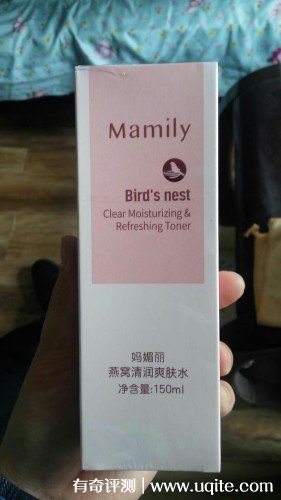 Mamily
Bird's nest
Clear Moisturizing &
Refreshing Toner
妈媚丽
燕窝清润爽肤水
净含量:150ml
有奇评测 | www.uqite.com